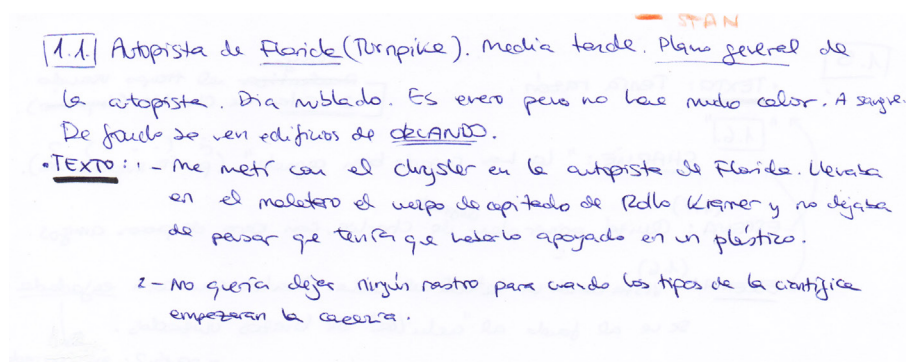 STAN
1.1. Autopista de Florida (Turnpike). Media tarde. Plano general de
la autopista. Dia nublado. Es enero pero no hace mucho calor. A sangre.
De fondo se ven edificios de ORLANDO.
• TEXTO: 1 - Me metí con el chrysler en la autopista de Florida. Llevaba
en el maletero el cuerpo decapitado de Rollo Kramer y no dejaba
de pensar que tenía que haberlo apoyado en un plástico.
2 - No quería dejar ningún rastro para cuando los tipos de la científica
empezaran la cacería.